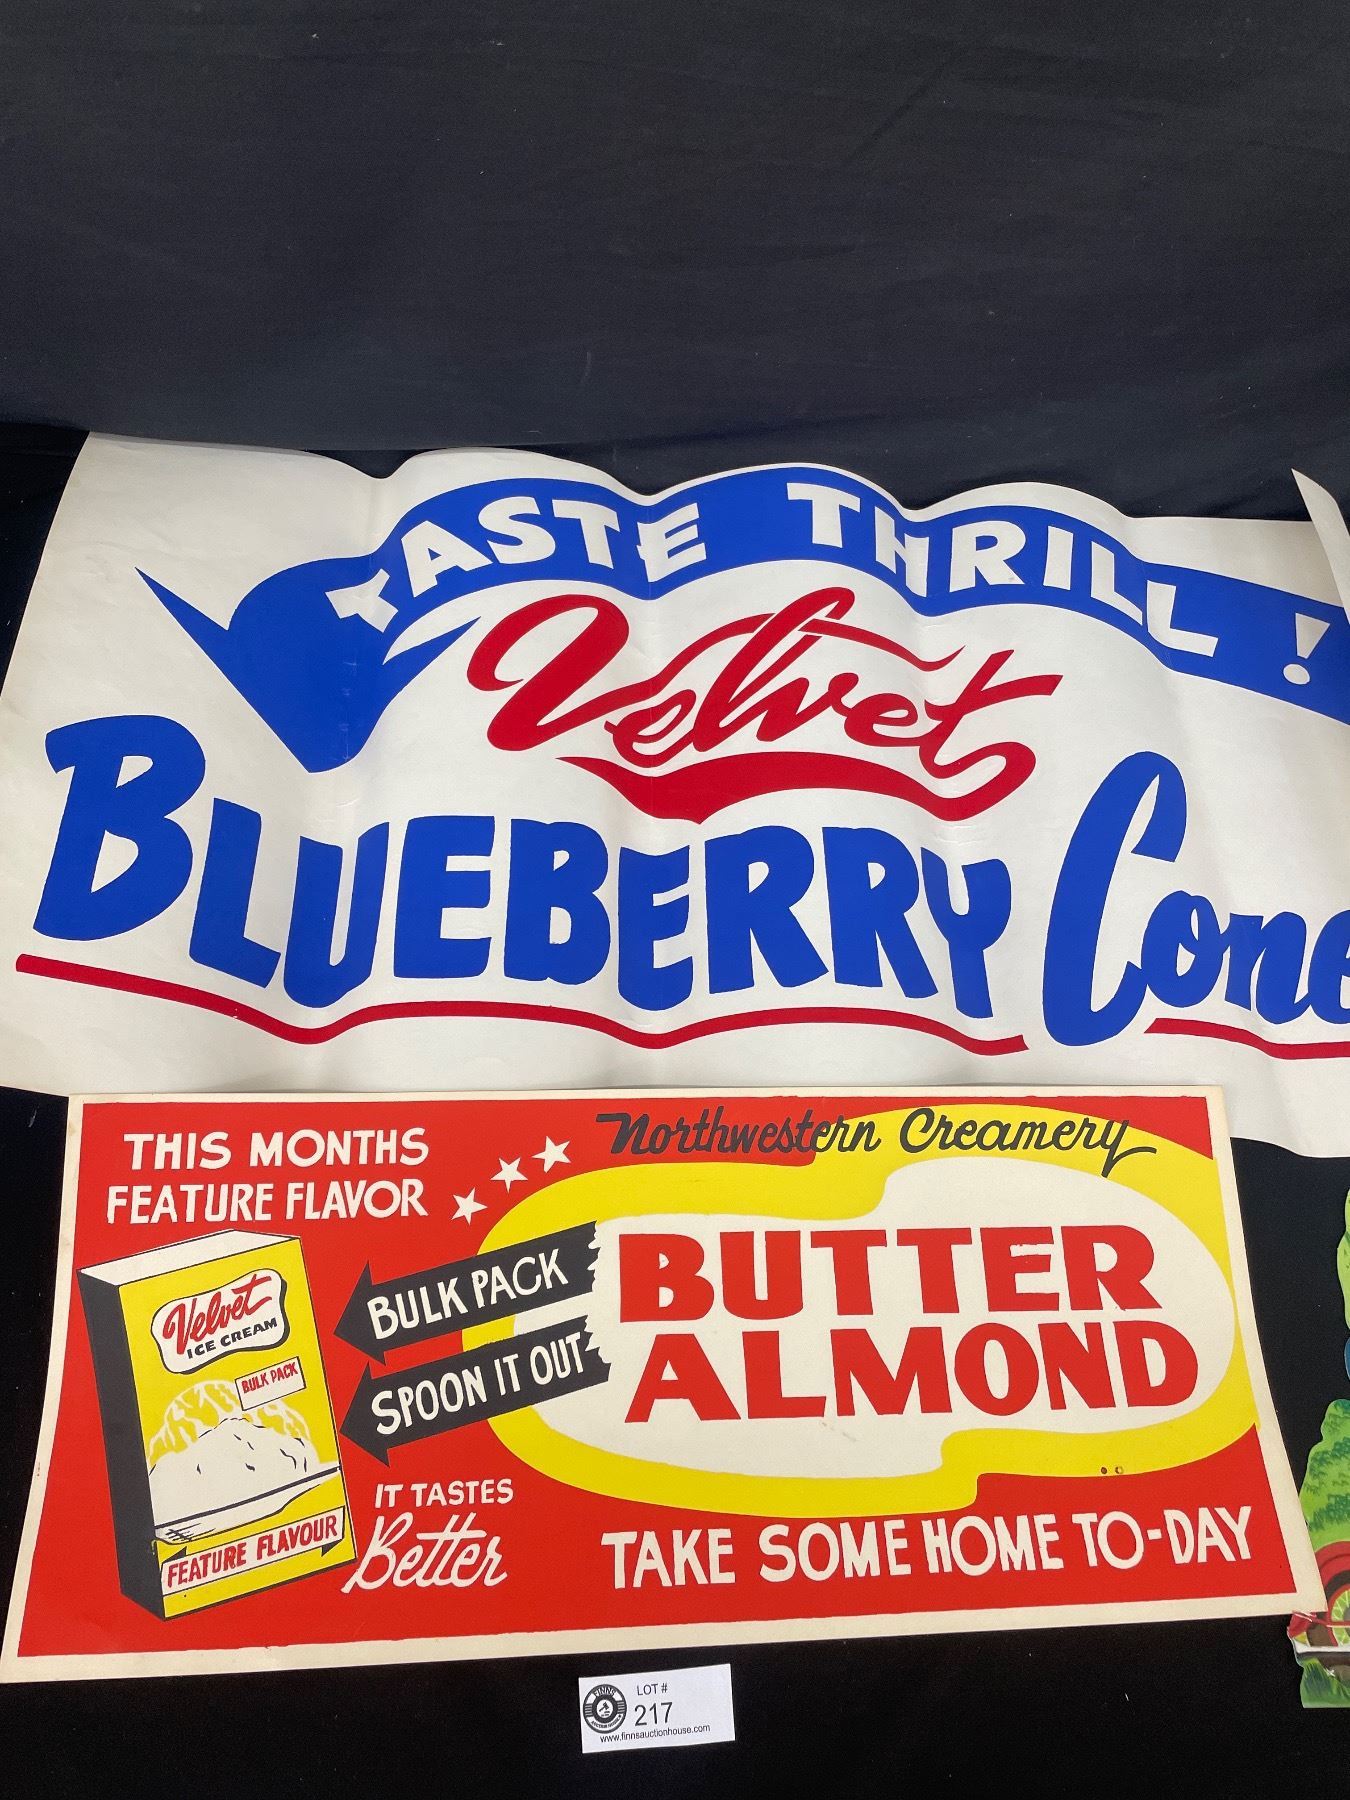 TASTE THRILL!
Velvet
BLUEBERRY Cone
Northwestern Creamery
THIS MONTHS
FEATURE FLAVOR
BULK PACK
SPOON IT OUT
BUTTER
ALMOND
Velvet
ICE CREAM
BULK PACK
FEATURE FLAVOUR
IT TASTES
Better
TAKE SOME HOME TO-DAY
FINNS
LOT #
217
www.finnsauctionhouse.com